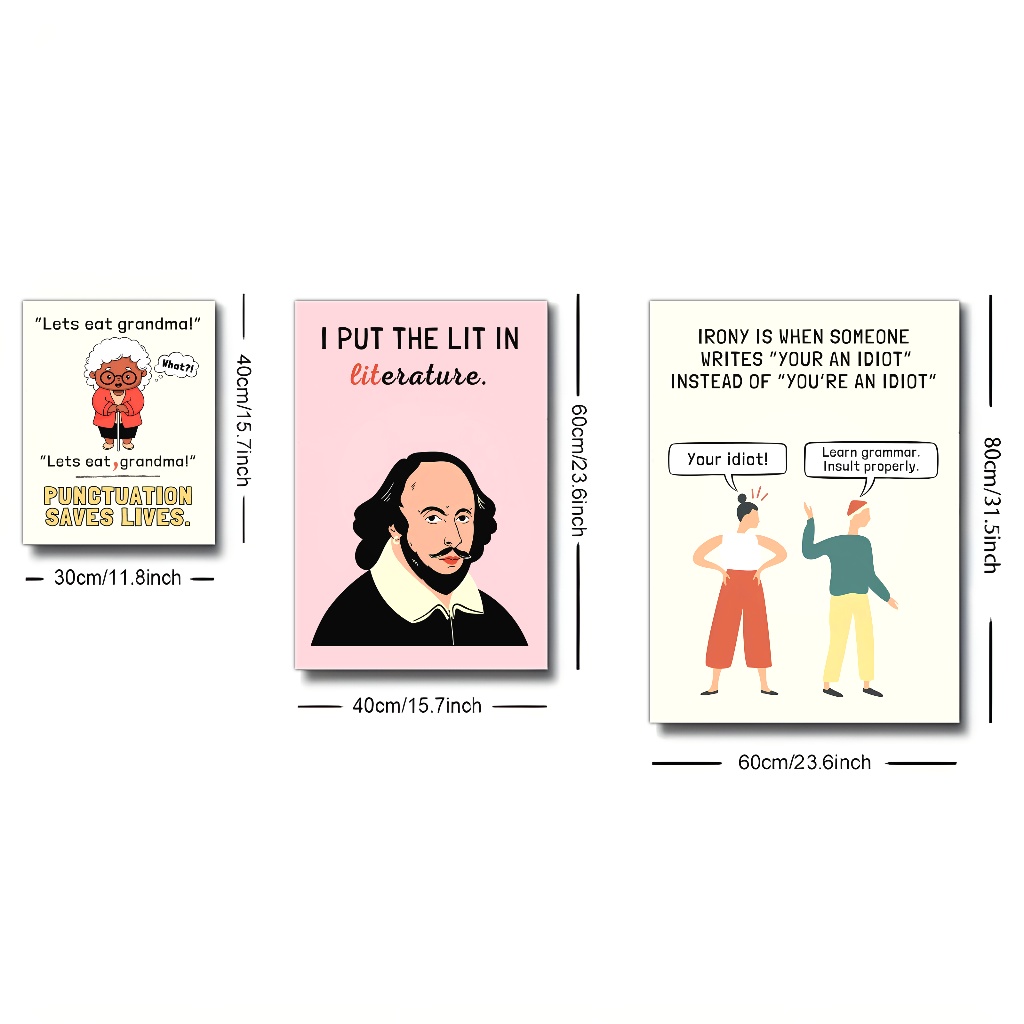 "Lets eat grandma!"
What?!
"Lets eat,grandma!"
PUNCTUATION
SAVES LIVES.
40cm/15.7inch
30cm/11.8inch
I PUT THE LIT IN
literature.
60cm/23.6inch
40cm/15.7inch
IRONY IS WHEN SOMEONE
WRITES "YOUR AN IDIOT"
INSTEAD OF "YOU'RE AN IDIOT"
Your idiot!
Learn grammar.
Insult properly.
80cm/31.5inch
60cm/23.6inch